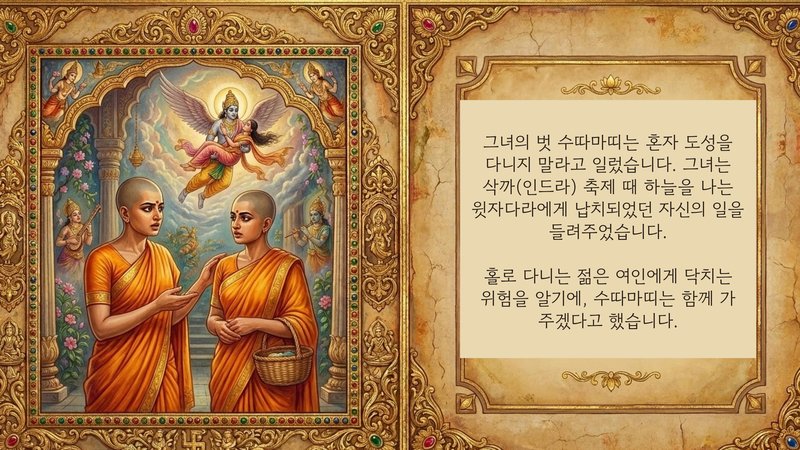 그녀의 벗 수따마띠는 혼자 도성을
다니지 말라고 일렀습니다. 그녀는
삭까(인드라) 축제 때 하늘을 나는
윗자다라에게 납치되었던 자신의 일을
들려주었습니다.
홀로 다니는 젊은 여인에게 닥치는
위험을 알기에, 수따마띠는 함께 가
주겠다고 했습니다.